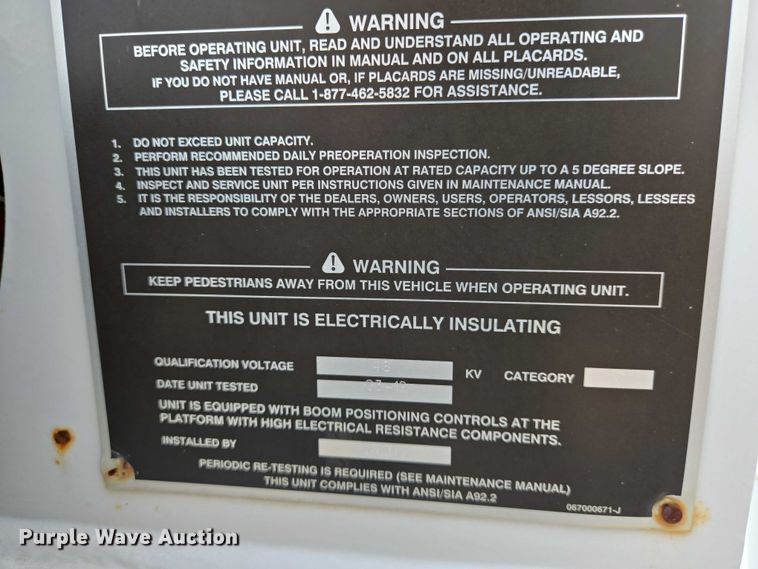 WARNING
BEFORE OPERATING UNIT, READ AND UNDERSTAND ALL OPERATING AND
SAFETY INFORMATION IN MANUAL AND ON ALL PLACARDS.
IF YOU DO NOT HAVE MANUAL OR, IF PLACARDS ARE MISSING/UNREADABLE,
PLEASE CALL 1-877-462-5832 FOR ASSISTANCE.
1. DO NOT EXCEED UNIT CAPACITY.
2. PERFORM RECOMMENDED DAILY PREOPERATION INSPECTION.
3. THIS UNIT HAS BEEN TESTED FOR OPERATION AT RATED CAPACITY UP TO A 5 DEGREE SLOPE.
4. INSPECT AND SERVICE UNIT PER INSTRUCTIONS GIVEN IN MAINTENANCE MANUAL.
5. IT IS THE RESPONSIBILITY OF THE DEALERS, OWNERS, USERS, OPERATORS, LESSORS, LESSEES
AND INSTALLERS TO COMPLY WITH THE APPROPRIATE SECTIONS OF ANSI/SIA A92.2.
WARNING
KEEP PEDESTRIANS AWAY FROM THIS VEHICLE WHEN OPERATING UNIT.
THIS UNIT IS ELECTRICALLY INSULATING
QUALIFICATION VOLTAGE 46 KV CATEGORY
DATE UNIT TESTED
UNIT IS EQUIPPED WITH BOOM POSITIONING CONTROLS AT THE
PLATFORM WITH HIGH ELECTRICAL RESISTANCE COMPONENTS.
INSTALLED BY
PERIODIC RE-TESTING IS REQUIRED (SEE MAINTENANCE MANUAL)
THIS UNIT COMPLIES WITH ANSI/SIA A92.2
067000671-J
Purple Wave Auction